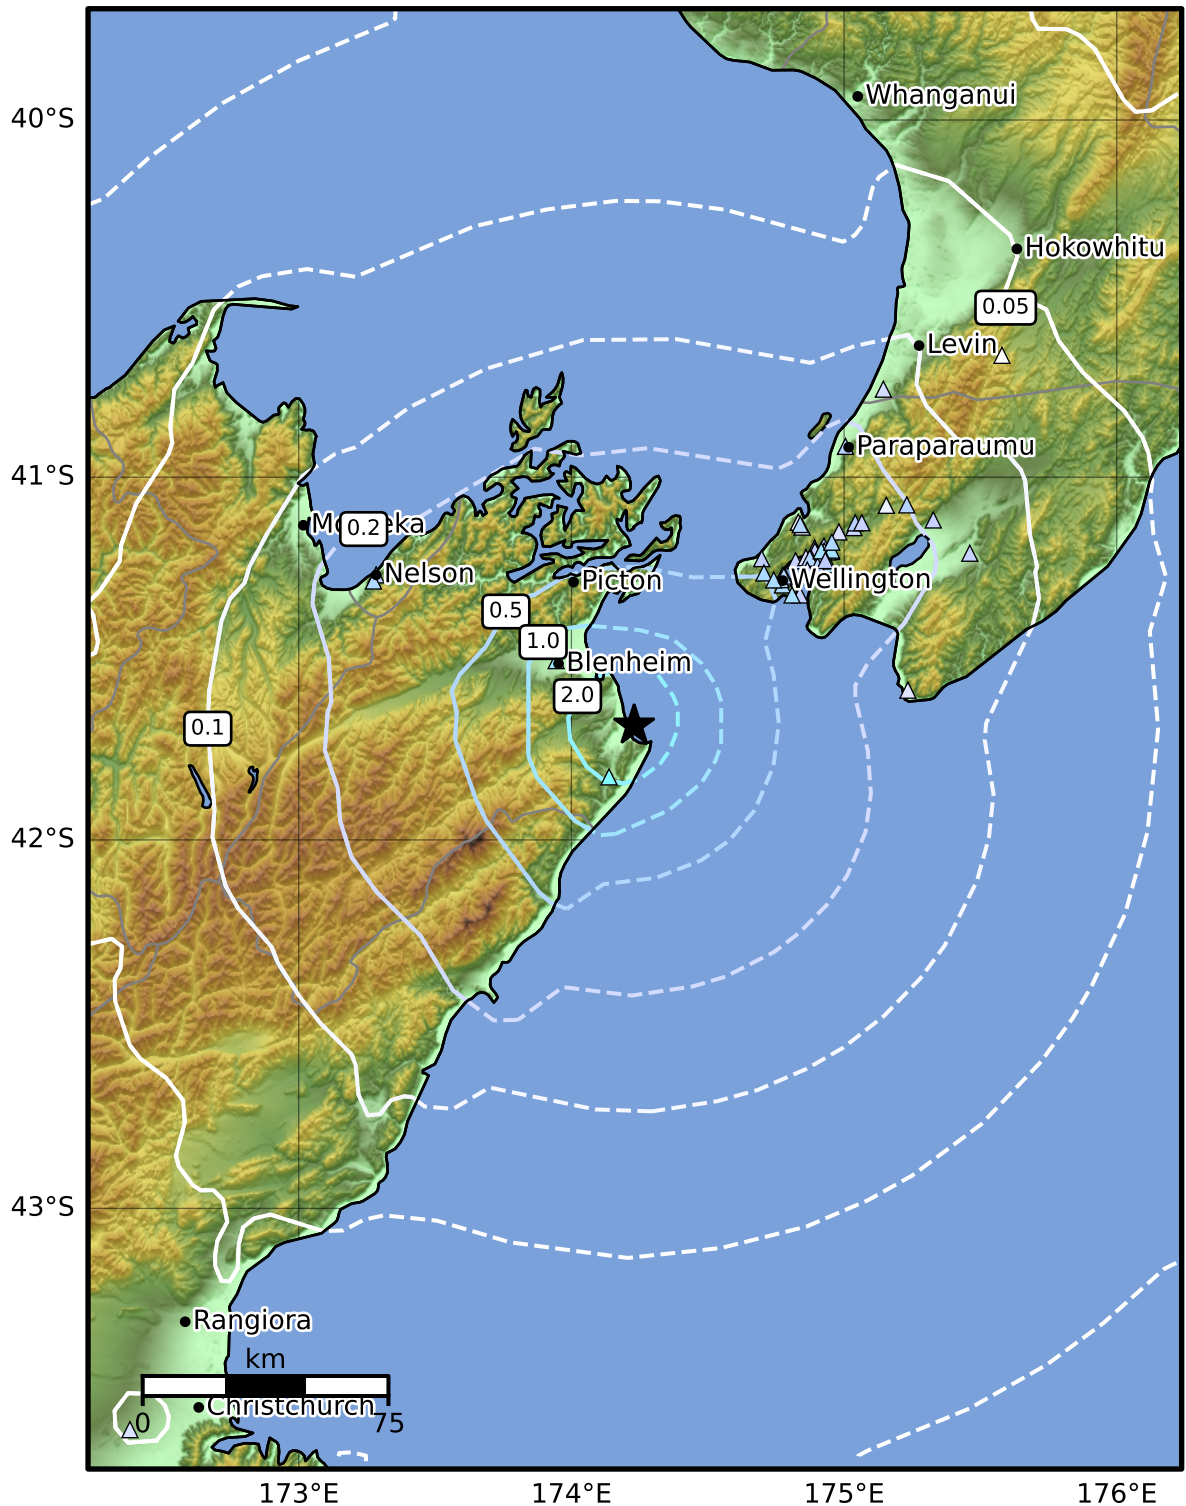 Whanganui
40°S
Hokowhitu
0.05
Levin
Paraparaumu
41°S
0.2
Nelson
Picton
Wellington
0.5
1.0
Blenheim
2.0
0.1
42°S
43°S
Rangiora
km
Christchurch
0
75
173°E
174°E
175°E
176°E